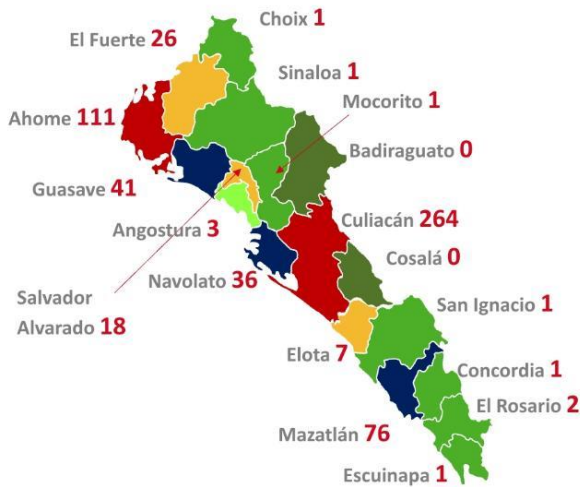 Choix 1
El Fuerte 26
Sinaloa 1
Mocorito 1
Ahome 111
Badiraguato 0
Guasave 41
Culiacán 264
Angostura 3
Cosalá 0
Navolato 36
Salvador
Alvarado 18
San Ignacio 1
Elota 7
Concordia 1
El Rosario 2
Mazatlán 76
Escuinapa 1